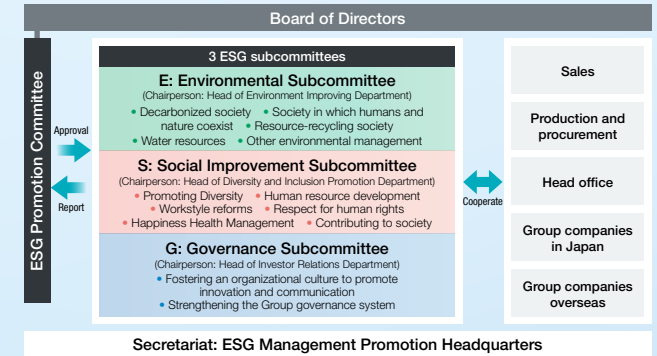 Board of Directors
ESG Promotion Committee
Approval
Report
3 ESG subcommittees
E: Environmental Subcommittee
(Chairperson: Head of Environment Improving Department)
• Decarbonized society • Society in which humans and
nature coexist • Resource-recycling society
• Water resources • Other environmental management
S: Social Improvement Subcommittee
(Chairperson: Head of Diversity and Inclusion Promotion Department)
• Promoting Diversity • Human resource development
• Workstyle reforms • Respect for human rights
• Happiness Health Management • Contributing to society
G: Governance Subcommittee
(Chairperson: Head of Investor Relations Department)
• Fostering an organizational culture to promote
innovation and communication
• Strengthening the Group governance system
Cooperate
Sales
Production and
procurement
Head office
Group companies
in Japan
Group companies
overseas
Secretariat: ESG Management Promotion Headquarters